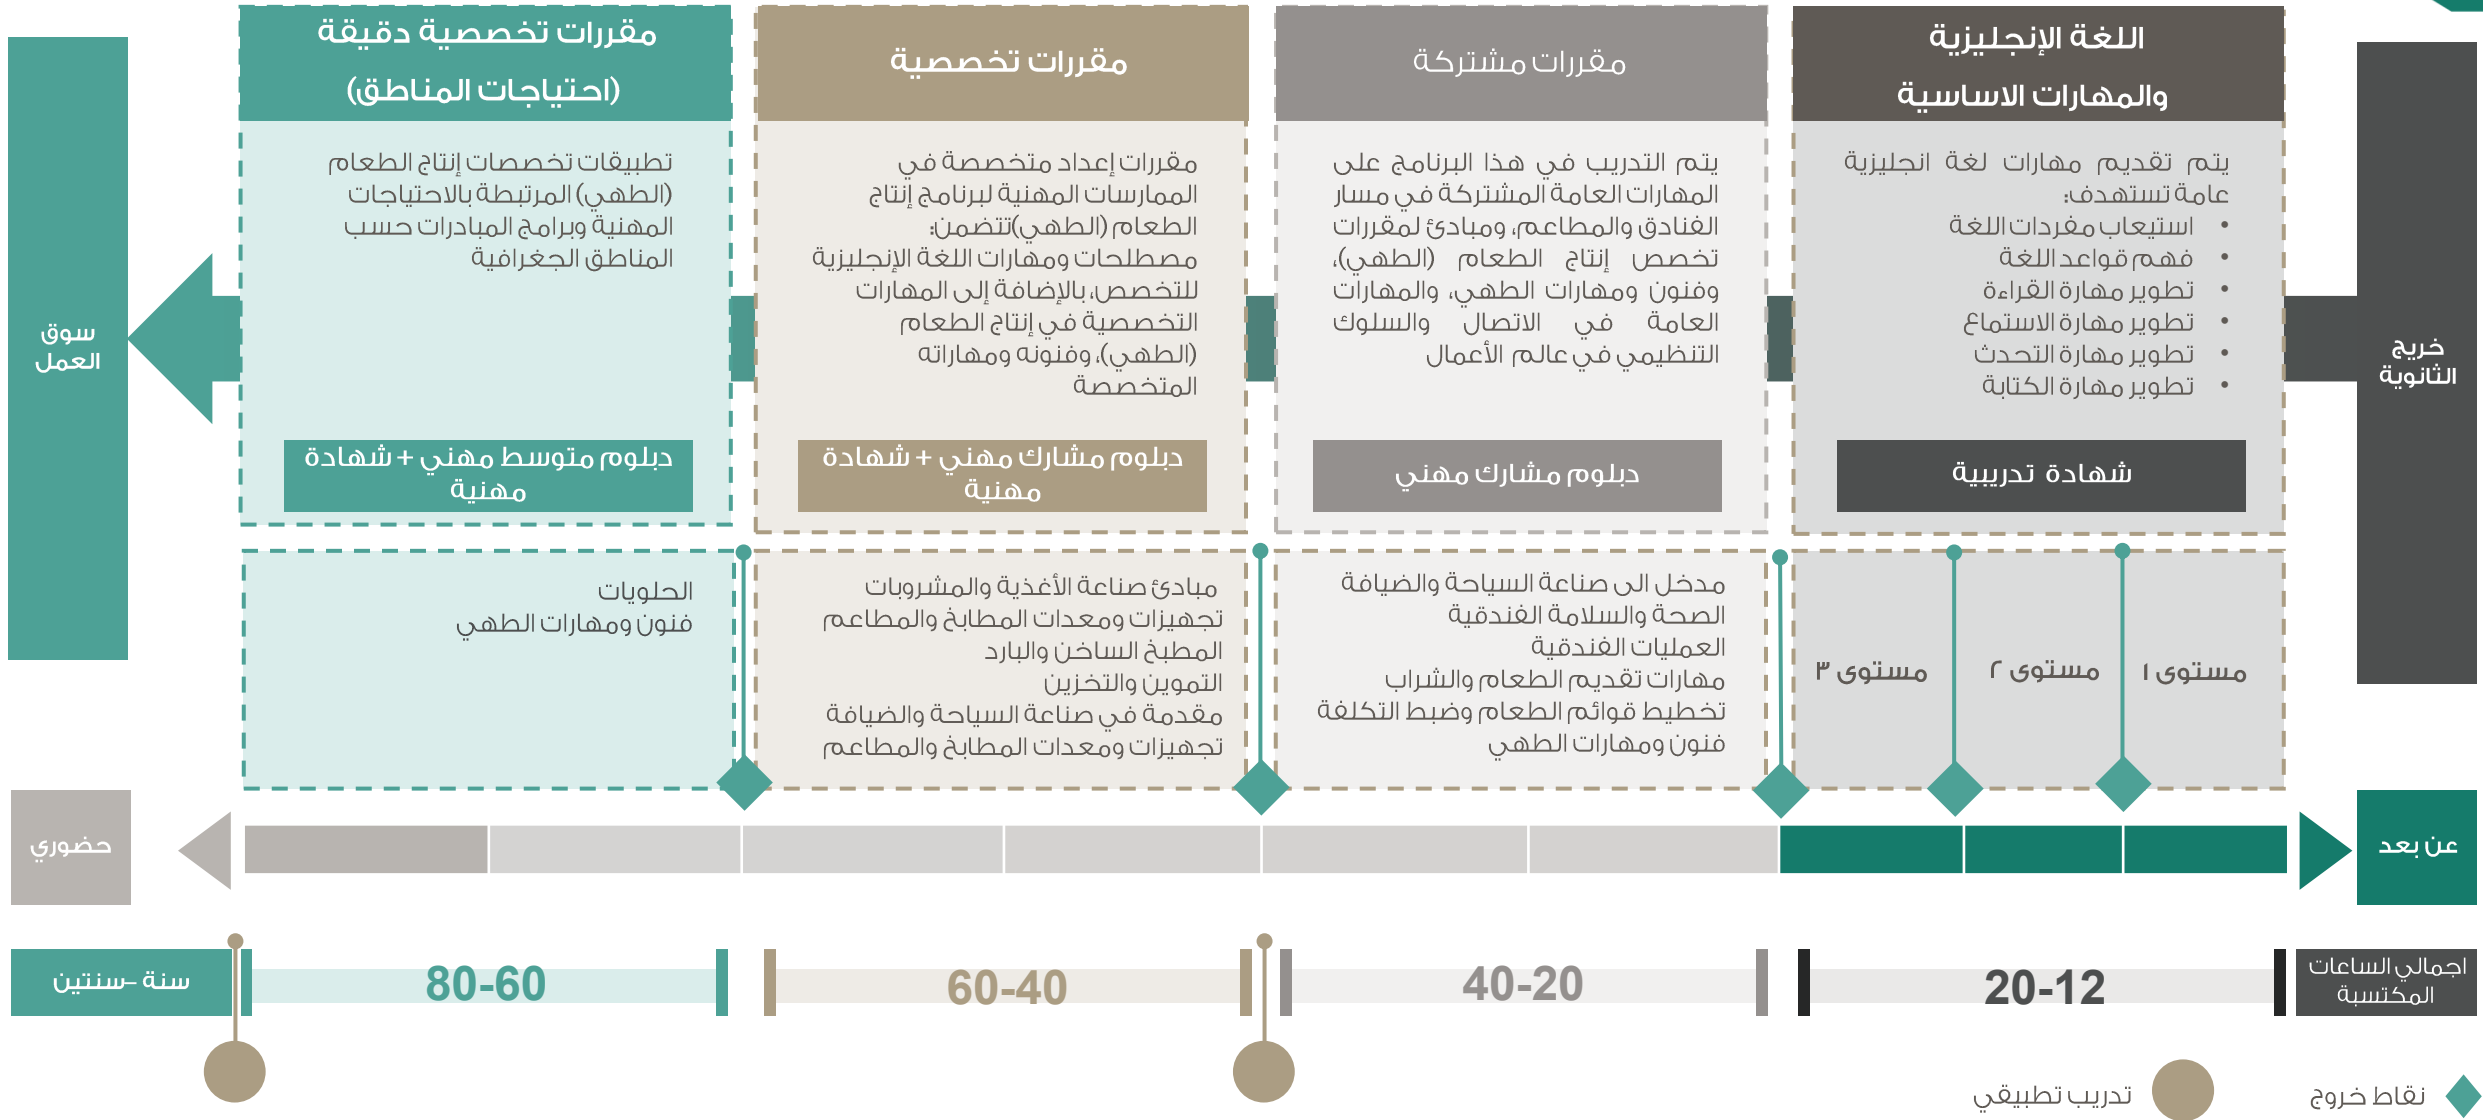 خريج
الثانوية
اللغة الإنجليزية
والمهارات الاساسية
يتم تقديم مهارات لغة انجليزية
عامة تستهدف:
• استيعاب مفردات اللغة
• فهم قواعد اللغة
• تطوير مهارة القراءة
• تطوير مهارة الاستماع
• تطوير مهارة التحدث
• تطوير مهارة الكتابة
شهادة تدريبية
مقررات مشتركة
يتم التدريب في هذا البرنامج على
المهارات العامة المشتركة في مسار
الفنادق والمطاعم، ومبادئ لمقررات
تخصص إنتاج الطعام (الطهي)،
وفنون ومهارات الطهي، والمهارات
العامة في الاتصال والسلوك
التنظيمي في عالم الأعمال
دبلوم مشارك مهني
مقررات تخصصية
مقررات إعداد متخصصة في
الممارسات المهنية لبرنامج إنتاج
الطعام (الطهي)تتضمن:
مصطلحات ومهارات اللغة الإنجليزية
للتخصص، بالإضافة إلى المهارات
التخصصية في إنتاج الطعام
(الطهي)، وفنونه ومهاراته
المتخصصة
دبلوم مشارك مهني + شهادة
مهنية
مقررات تخصصية دقيقة
(احتياجات المناطق)
تطبيقات تخصصات إنتاج الطعام
(الطهي) المرتبطة بالاحتياجات
المهنية وبرامج المبادرات حسب
المناطق الجغرافية
دبلوم متوسط مهني + شهادة
مهنية
سوق
العمل
مستوى ١
مستوى ٢
مستوى ٣
مدخل الى صناعة السياحة والضيافة
الصحة والسلامة الفندقية
العمليات الفندقية
مهارات تقديم الطعام والشراب
تخطيط قوائم الطعام وضبط التكلفة
فنون ومهارات الطهي
مبادئ صناعة الأغذية والمشروبات
تجهيزات ومعدات المطابخ والمطاعم
المطبخ الساخن والبارد
التموين والتخزين
مقدمة في صناعة السياحة والضيافة
تجهيزات ومعدات المطابخ والمطاعم
الحلويات
فنون ومهارات الطهي
عن بعد
حضوري
اجمالي الساعات
المكتسبة
20-12
40-20
60-40
80-60
سنة –سنتين
نقاط خروج
تدريب تطبيقي